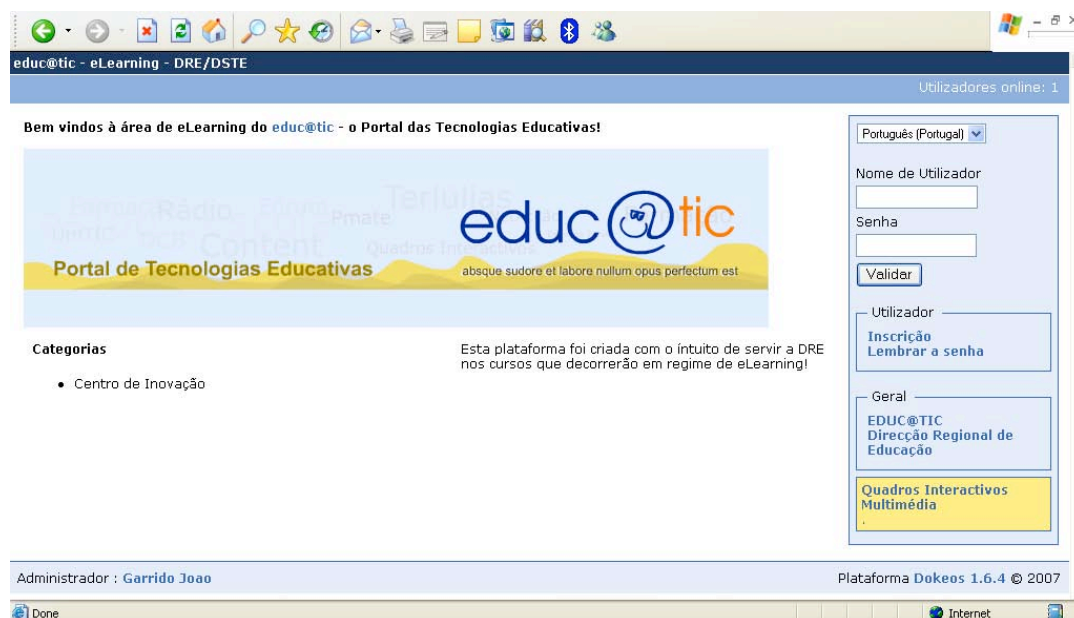 educ@tic - eLearning - DRE/DSTE
Utilizadores online: 1
Bem vindos à área de eLearning do educ@tic - o Portal das Tecnologias Educativas!
Rádio
Tertúlias
Pmate
Content
Quadros Interactivos
educ@tic
Portal de Tecnologias Educativas
absque sudore et labore nullum opus perfectum est
Categorias
• Centro de Inovação
Esta plataforma foi criada com o íntuito de servir a DRE
nos cursos que decorrerão em regime de eLearning!
Português (Portugal)
Nome de Utilizador
Senha
Validar
Utilizador
Inscrição
Lembrar a senha
Geral
EDUC@TIC
Direcção Regional de
Educação
Quadros Interactivos
Multimédia
.
Administrador : Garrido Joao
Plataforma Dokeos 1.6.4 © 2007
Done
Internet